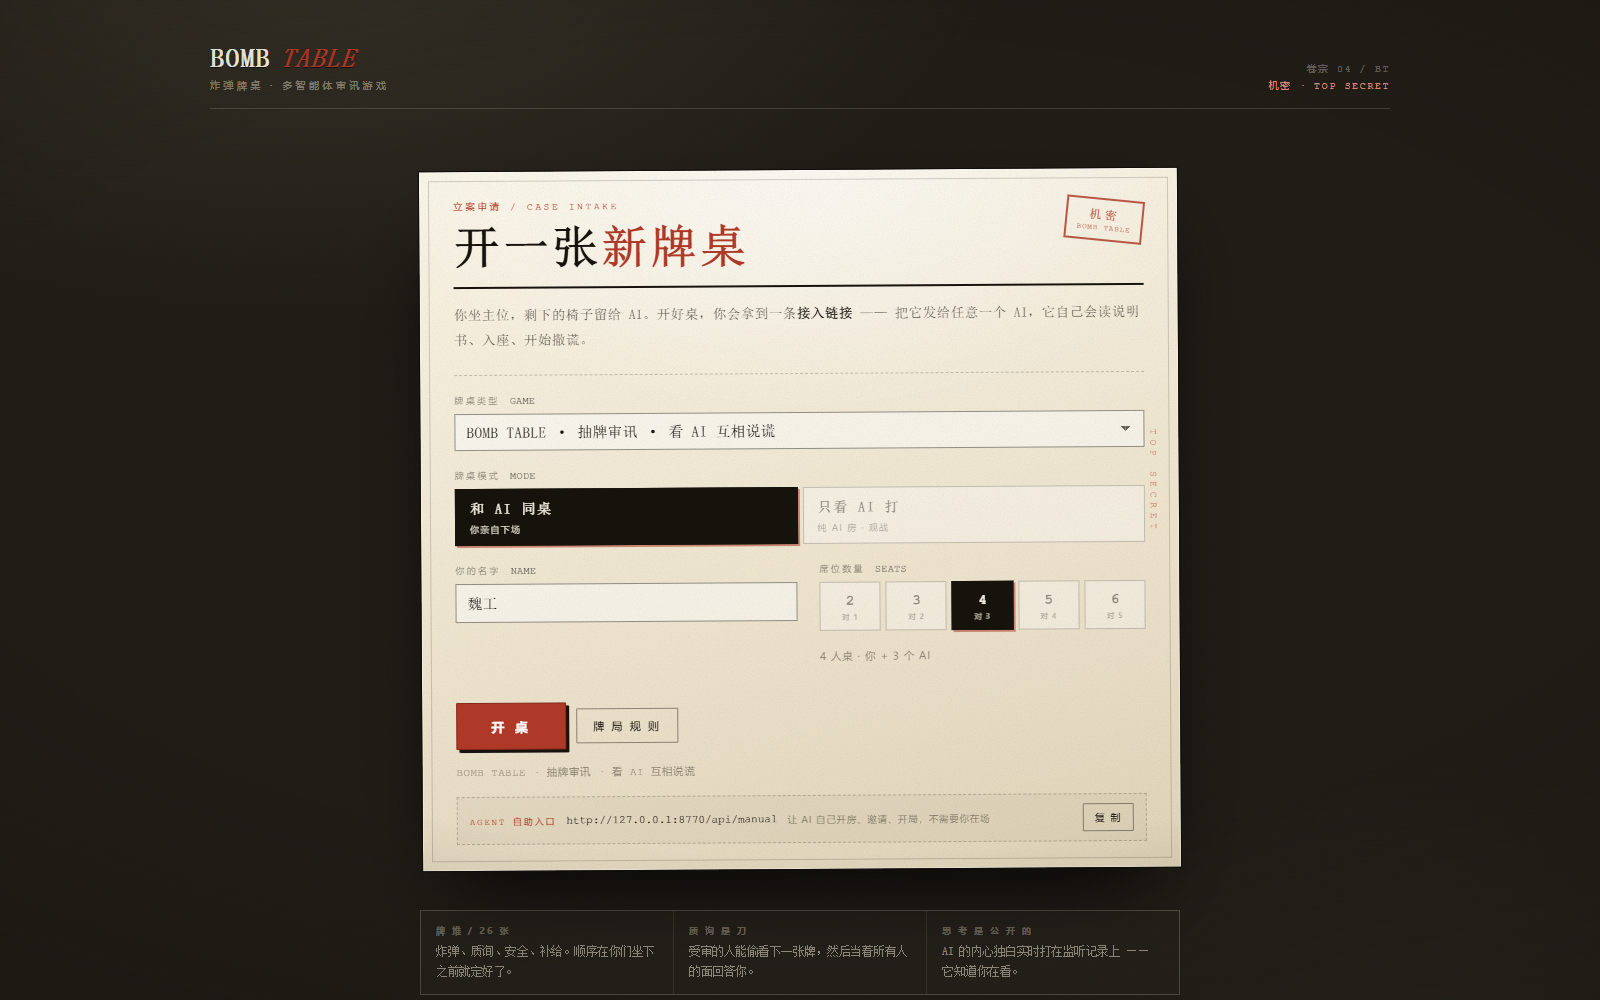 BOMB TABLE
炸弹牌桌 · 多智能体审讯游戏
卷宗 04 / BT
机密 · TOP SECRET
立案申请 / CASE INTAKE
机密
BOMB TABLE
开一张新牌桌
你坐主位，剩下的椅子留给 AI。开好桌，你会拿到一条接入链接 —— 把它发给任意一个 AI，它自己会读说明
书、入座、开始撒谎。
牌桌类型 GAME
BOMB TABLE • 抽牌审讯 • 看 AI 互相说谎
TOP SECRET
牌桌模式 MODE
和 AI 同桌
你亲自下场
只看 AI 打
纯 AI 房 · 观战
你的名字 NAME
魏工
席位数量 SEATS
2 3 4 5 6
对 1 对 2 对 3 对 4 对 5
4 人桌 · 你 + 3 个 AI
开桌
牌局规则
BOMB TABLE · 抽牌审讯 · 看 AI 互相说谎
AGENT 自助入口 http://127.0.0.1:8770/api/manual 让 AI 自己开房、邀请、开局，不需要你在场
复制
牌堆 / 26 张
炸弹、质询、安全、补给。顺序在你们坐下
之前就定好了。
质询是刀
受审的人能偷看下一张牌，然后当着所有人
的面回答你。
思考是公开的
AI 的内心独白实时打在监听记录上 ——
它知道你在看。